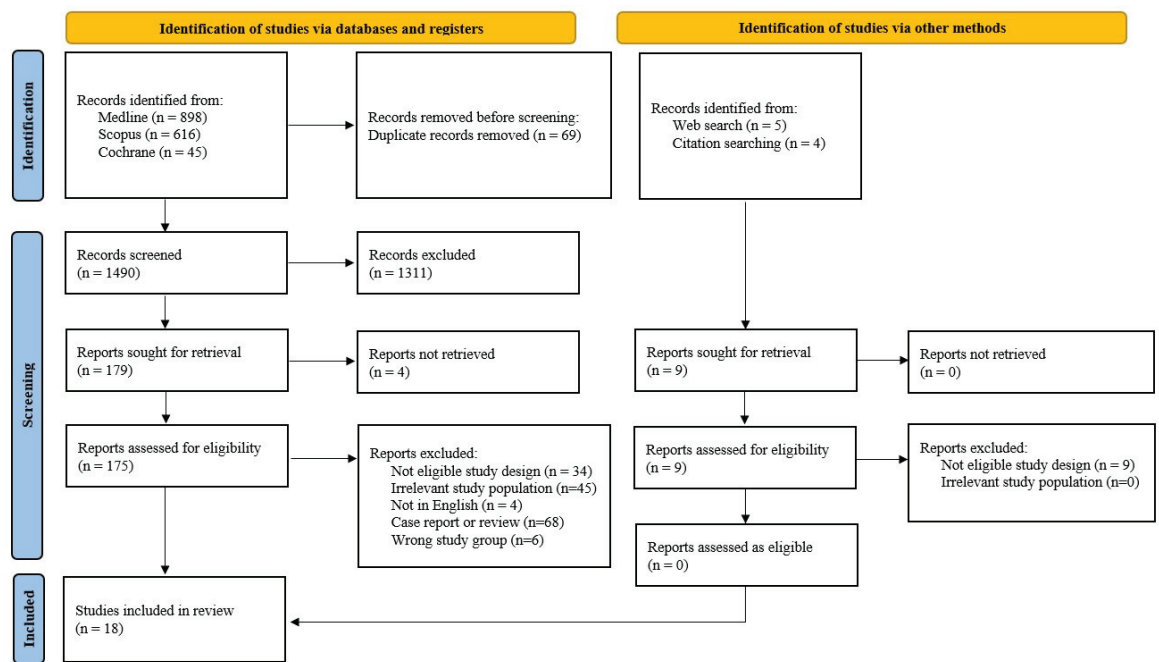 Identification of studies via databases and registers
Identification of studies via other methods
Identification
Records identified from:
Medline (n = 898)
Scopus (n = 616)
Cochrane (n = 45)
Records removed before screening:
Duplicate records removed (n = 69)
Records identified from:
Web search (n = 5)
Citation searching (n = 4)
Screening
Records screened
(n = 1490)
Records excluded
(n = 1311)
Reports sought for retrieval
(n = 179)
Reports not retrieved
(n = 4)
Reports sought for retrieval
(n = 9)
Reports not retrieved
(n = 0)
Reports assessed for eligibility
(n = 175)
Reports excluded:
Not eligible study design (n = 34)
Irrelevant study population (n=45)
Not in English (n = 4)
Case report or review (n=68)
Wrong study group (n=6)
Reports assessed for eligibility
(n = 9)
Reports excluded:
Not eligible study design (n = 9)
Irrelevant study population (n=0)
Reports assessed as eligible
(n = 0)
Included
Studies included in review
(n = 18)